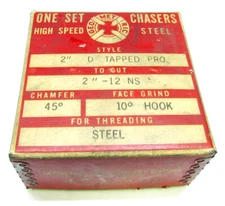 ONE SET CHASERS
GEOMETRIC
HIGH SPEED STEEL
STYLE
2" D TAPPED PRO.
TO CUT
2"-12 NS
CHAMFER FACE GRIND
45° 10° HOOK
FOR THREADING
STEEL